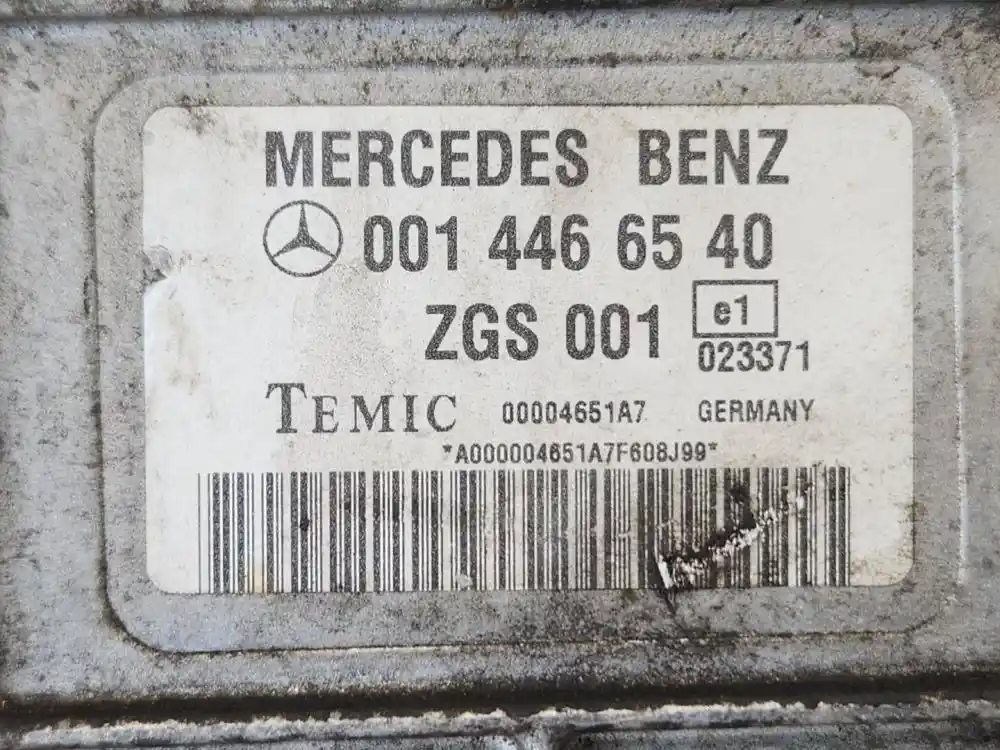 MERCEDES BENZ
001 446 65 40
ZGS 001 e1
023371
TEMIC 00004651A7 GERMANY
*A000004651A7F608J99*